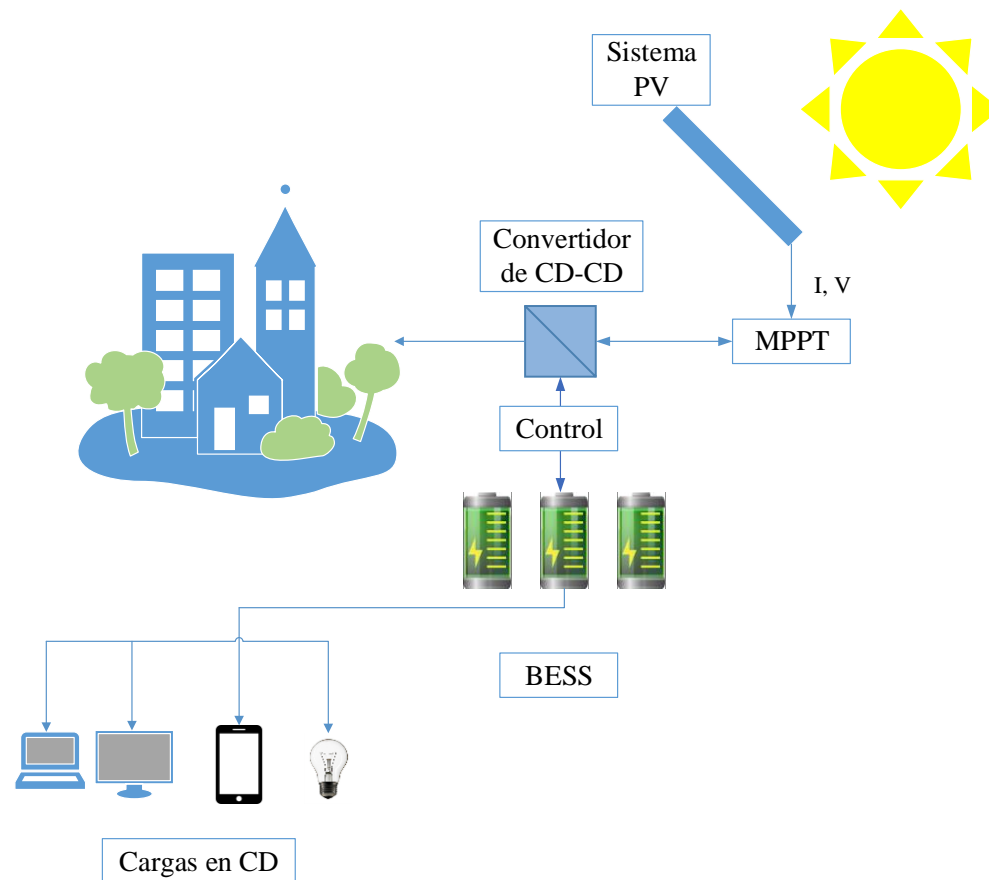 Sistema
PV
Convertidor
de CD-CD
I, V
MPPT
Control
BESS
Cargas en CD